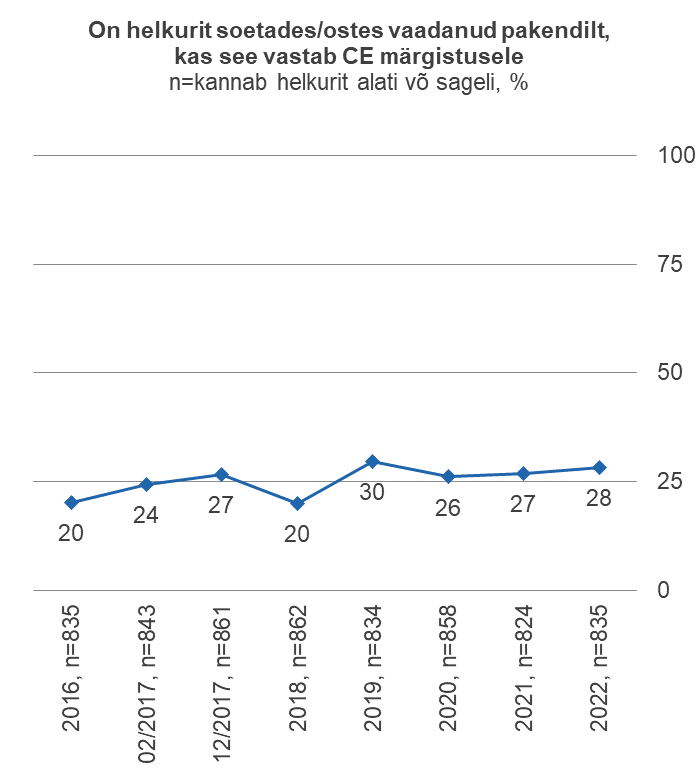 On helkurit soetades/ostes vaadanud pakendilt,
kas see vastab CE märgistusele
n=kannab helkurit alati võ sageli, %
100
75
50
25
0
20
24
27
20
30
26
27
28
2016, n=835
02/2017, n=843
12/2017, n=861
2018, n=862
2019, n=834
2020, n=858
2021, n=824
2022, n=835